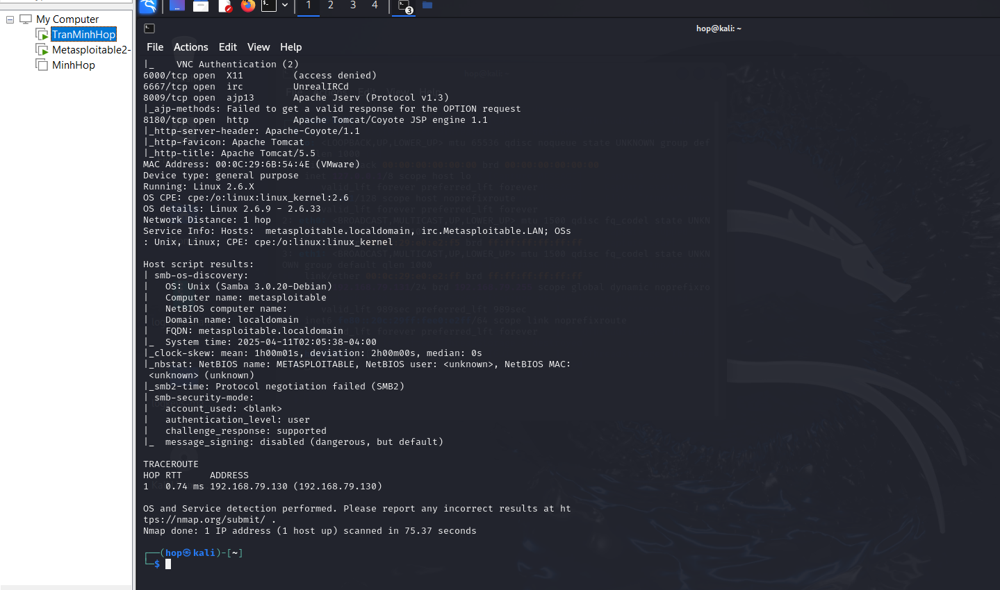 My Computer
TranMinhHop
Metasploitable2-
MinhHop
1 2 3 4
3
hop@kali: ~
File Actions Edit View Help
|_    VNC Authentication (2)
6000/tcp open  X11         (access denied)
6667/tcp open  irc         UnrealIRCd
8009/tcp open  ajp13       Apache Jserv (Protocol v1.3)
|_ajp-methods: Failed to get a valid response for the OPTION request
8180/tcp open  http        Apache Tomcat/Coyote JSP engine 1.1
|_http-server-header: Apache-Coyote/1.1
|_http-favicon: Apache Tomcat
|_http-title: Apache Tomcat/5.5
MAC Address: 00:0C:29:6B:54:4E (VMware)
Device type: general purpose
Running: Linux 2.6.X
OS CPE: cpe:/o:linux:linux_kernel:2.6
OS details: Linux 2.6.9 - 2.6.33
Network Distance: 1 hop
Service Info: Hosts:  metasploitable.localdomain, irc.Metasploitable.LAN; OSs
: Unix, Linux; CPE: cpe:/o:linux:linux_kernel
Host script results:
| smb-os-discovery:
|   OS: Unix (Samba 3.0.20-Debian)
|   Computer name: metasploitable
|   NetBIOS computer name:
|   Domain name: localdomain
|   FQDN: metasploitable.localdomain
|_  System time: 2025-04-11T02:05:38-04:00
|_clock-skew: mean: 1h00m01s, deviation: 2h00m00s, median: 0s
|_nbstat: NetBIOS name: METASPLOITABLE, NetBIOS user: <unknown>, NetBIOS MAC:
<unknown> (unknown)
|_smb2-time: Protocol negotiation failed (SMB2)
| smb-security-mode:
|   account_used: <blank>
|   authentication_level: user
|   challenge_response: supported
|_  message_signing: disabled (dangerous, but default)
TRACEROUTE
HOP RTT     ADDRESS
1   0.74 ms 192.168.79.130 (192.168.79.130)
OS and Service detection performed. Please report any incorrect results at ht
tps://nmap.org/submit/ .
Nmap done: 1 IP address (1 host up) scanned in 75.37 seconds
┌──(hop㉿kali)-[~]
└─$